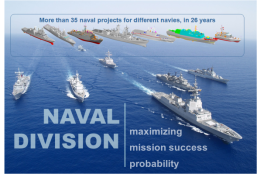 More than 35 naval projects for different navies, in 26 years
NAVAL
DIVISION
maximizing
mission success
probability